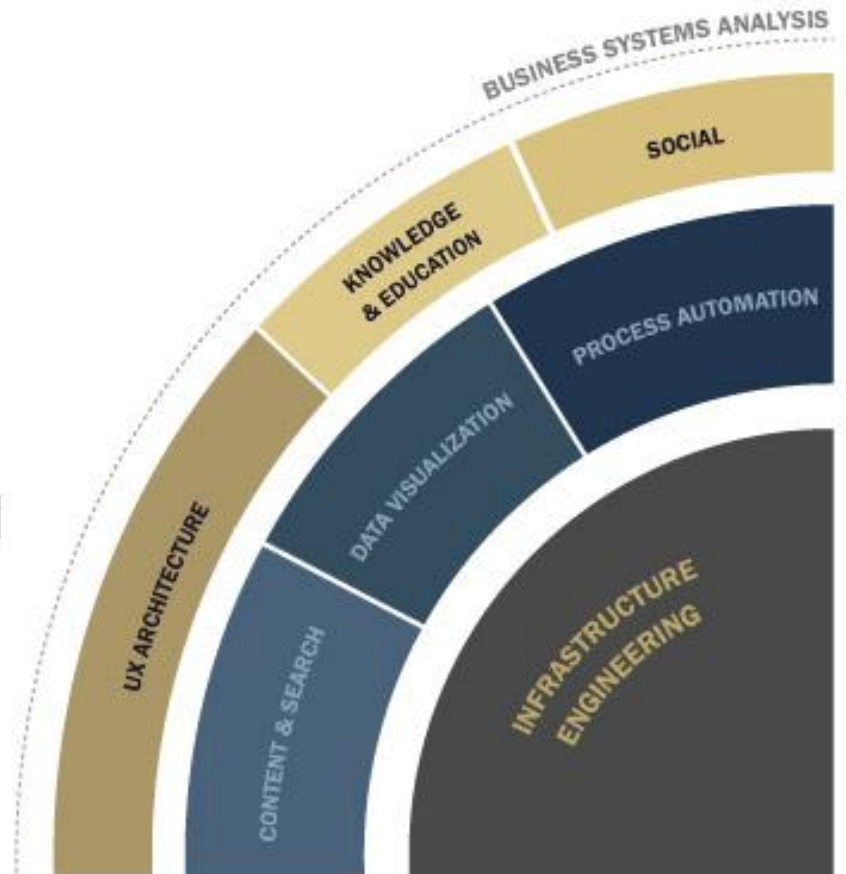 BUSINESS SYSTEMS ANALYSIS
SOCIAL
KNOWLEDGE
& EDUCATION
UX ARCHITECTURE
PROCESS AUTOMATION
DATA VISUALIZATION
CONTENT & SEARCH
INFRASTRUCTURE
ENGINEERING